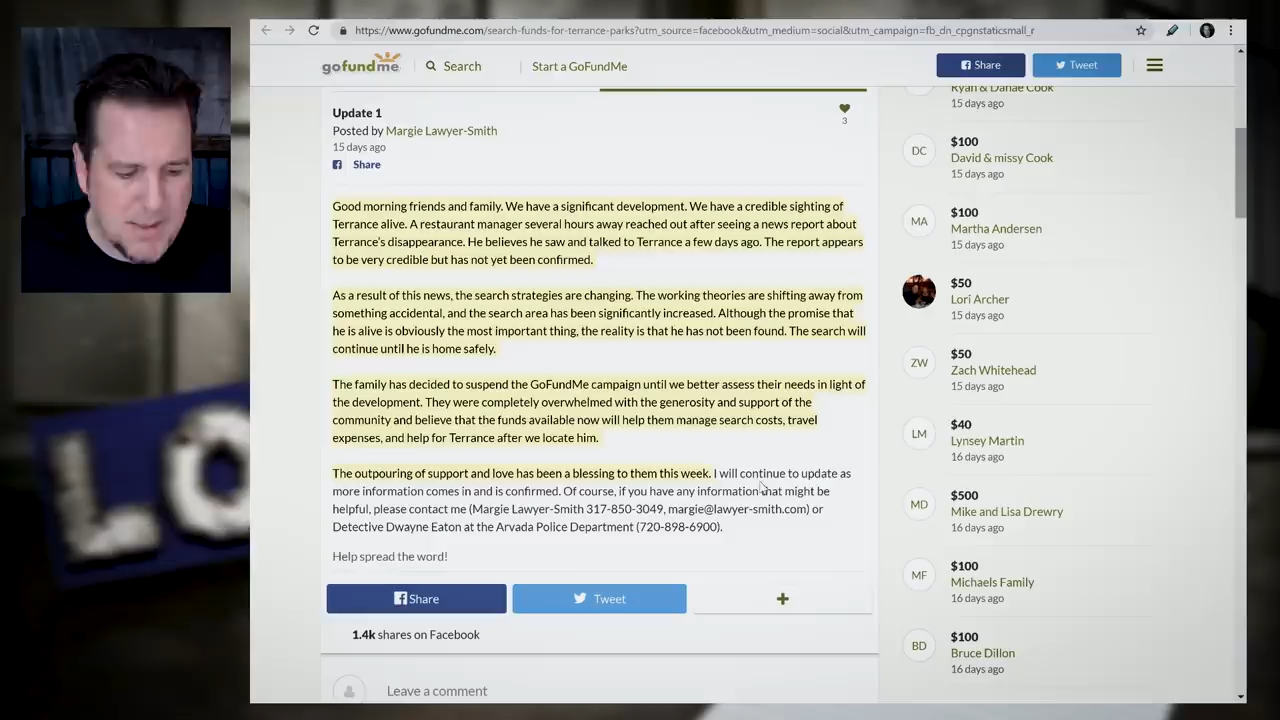 https://www.gofundme.com/search-funds-for-terrance-parks?utm_source=facebook&utm_medium=social&utm_campaign=fb_dn_cpgnstaticsmall_r
gofundme
Search
Start a GoFundMe
Share
Tweet
Update 1
Posted by Margie Lawyer-Smith
15 days ago
Share
3
Good morning friends and family. We have a significant development. We have a credible sighting of
Terrance alive. A restaurant manager several hours away reached out after seeing a news report about
Terrance's disappearance. He believes he saw and talked to Terrance a few days ago. The report appears
to be very credible but has not yet been confirmed.
As a result of this news, the search strategies are changing. The working theories are shifting away from
something accidental, and the search area has been significantly increased. Although the promise that
he is alive is obviously the most important thing, the reality is that he has not been found. The search will
continue until he is home safely.
The family has decided to suspend the GoFundMe campaign until we better assess their needs in light of
the development. They were completely overwhelmed with the generosity and support of the
community and believe that the funds available now will help them manage search costs, travel
expenses, and help for Terrance after we locate him.
The outpouring of support and love has been a blessing to them this week. I will continue to update as
more information comes in and is confirmed. Of course, if you have any information that might be
helpful, please contact me (Margie Lawyer-Smith 317-850-3049, margie@lawyer-smith.com) or
Detective Dwayne Eaton at the Arvada Police Department (720-898-6900).
Help spread the word!
Share
Tweet
+
1.4k shares on Facebook
Leave a comment
Ryan & Danae Cook
15 days ago
DC
$100
David & missy Cook
15 days ago
MA
$100
Martha Andersen
15 days ago
$50
Lori Archer
15 days ago
ZW
$50
Zach Whitehead
15 days ago
LM
$40
Lynsey Martin
16 days ago
MD
$500
Mike and Lisa Drewry
16 days ago
MF
$100
Michaels Family
16 days ago
BD
$100
Bruce Dillon
16 days ago
LO